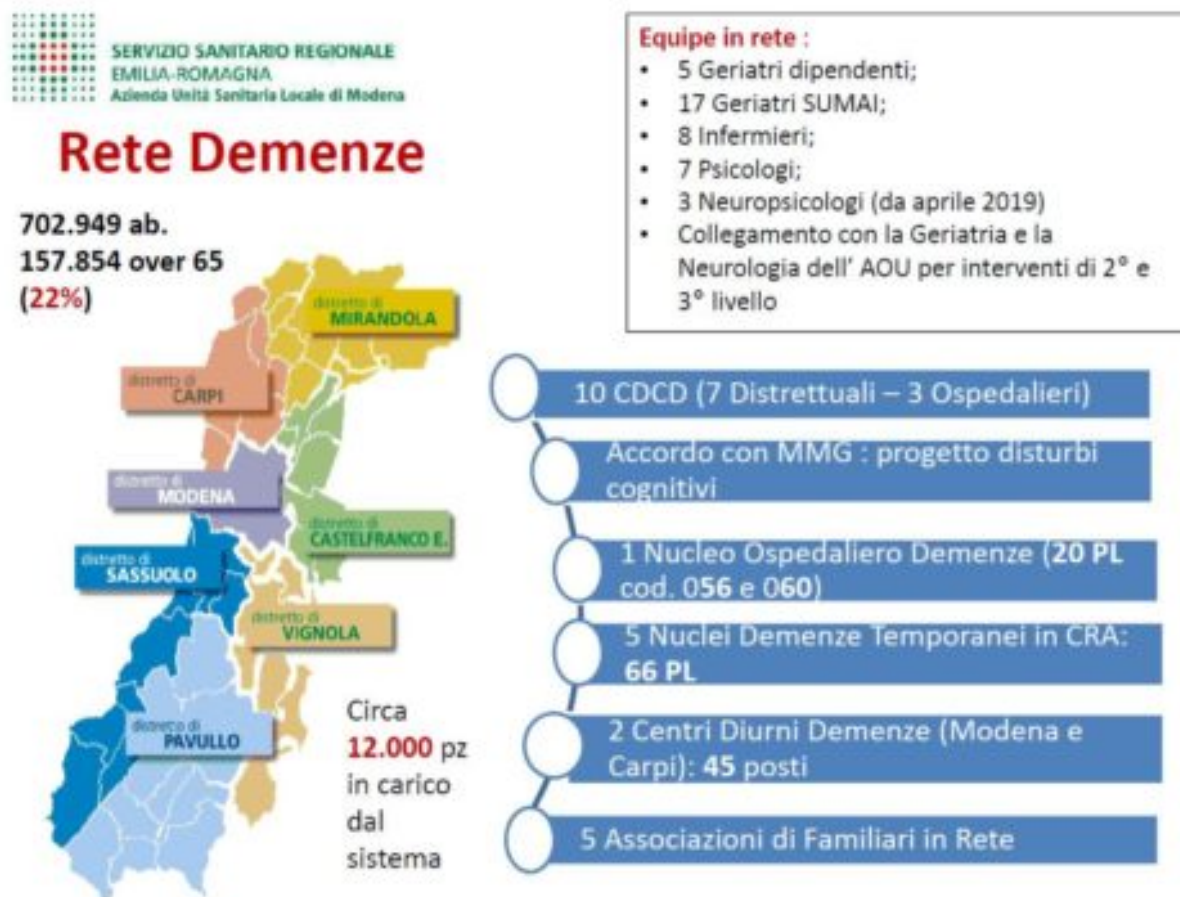 SERVIZIO SANITARIO REGIONALE
EMILIA-ROMAGNA
Azienda Unità Sanitaria Locale di Modena
Rete Demenze
702.949 ab.
157.854 over 65
(22%)
distretto di
MIRANDOLA
distretto di
CARPI
distretto di
MODENA
distretto di
CASTELFRANCO E.
distretto di
SASSUOLO
distretto di
VIGNOLA
distretto di
PAVULLO
Circa
12.000 pz
in carico
dal
sistema
Equipe in rete :
• 5 Geriatri dipendenti;
• 17 Geriatri SUMAI;
• 8 Infermieri;
• 7 Psicologi;
• 3 Neuropsicologi (da aprile 2019)
• Collegamento con la Geriatria e la
Neurologia dell' AOU per interventi di 2° e
3° livello
10 CDCD (7 Distrettuali – 3 Ospedalieri)
Accordo con MMG : progetto disturbi
cognitivi
1 Nucleo Ospedaliero Demenze (20 PL
cod. 056 e 060)
5 Nuclei Demenze Temporanei in CRA:
66 PL
2 Centri Diurni Demenze (Modena e
Carpi): 45 posti
5 Associazioni di Familiari in Rete